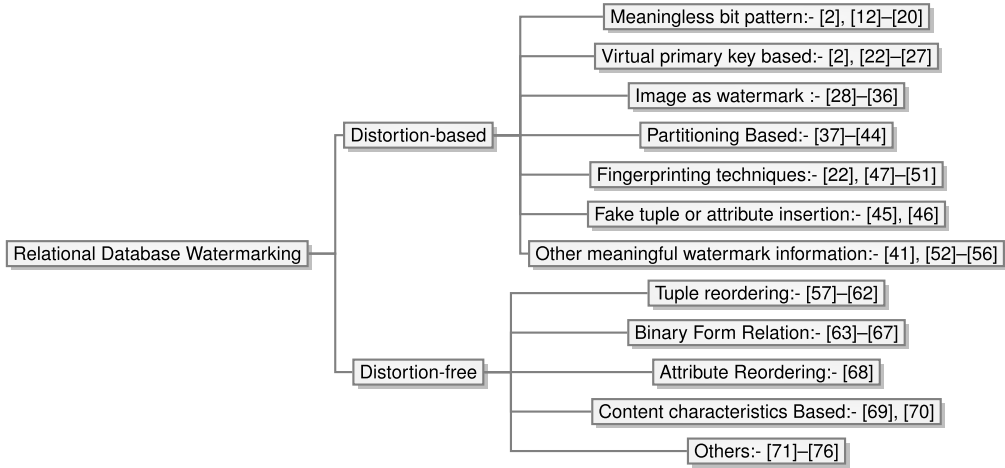 Meaningless bit pattern:- [2], [12]–[20]
Virtual primary key based:- [2], [22]–[27]
Image as watermark :- [28]–[36]
Distortion-based
Partitioning Based:- [37]–[44]
Fingerprinting techniques:- [22], [47]–[51]
Fake tuple or attribute insertion:- [45], [46]
Relational Database Watermarking
Other meaningful watermark information:- [41], [52]–[56]
Tuple reordering:- [57]–[62]
Binary Form Relation:- [63]–[67]
Distortion-free
Attribute Reordering:- [68]
Content characteristics Based:- [69], [70]
Others:- [71]–[76]